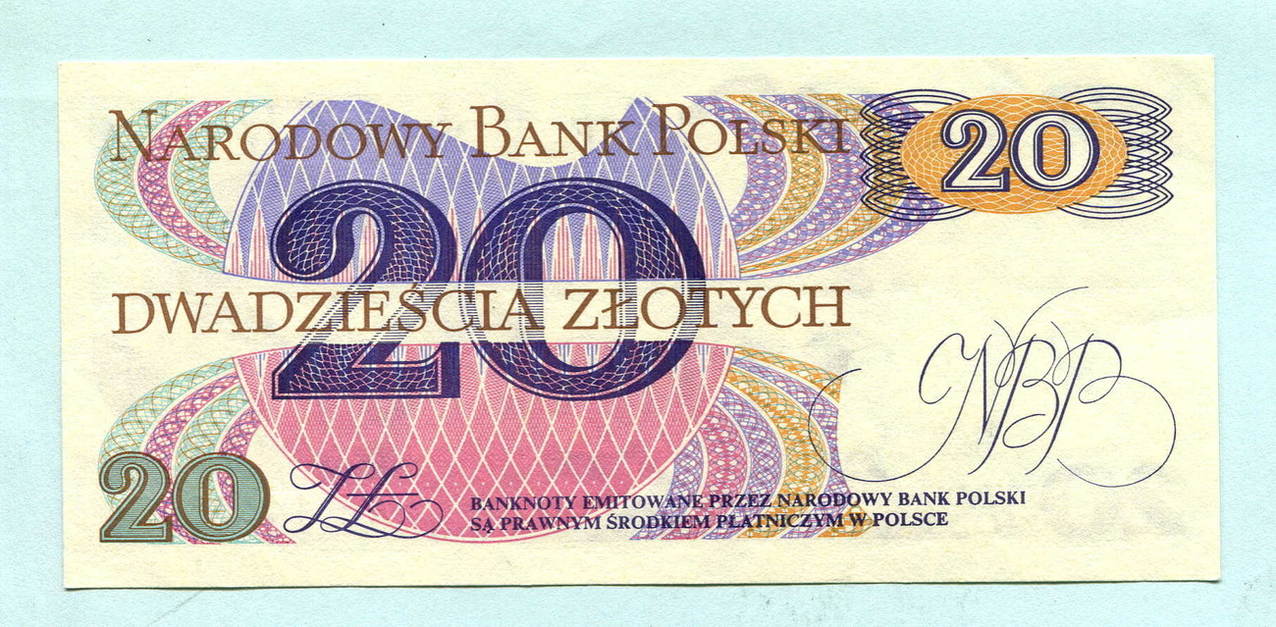 NARODOWY BANK POLSKI
20
20
DWADZIEŚCIA ZŁOTYCH
NBP
20
ZŁ
BANKNOTY EMITOWANE PRZEZ NARODOWY BANK POLSKI
SĄ PRAWNYM ŚRODKIEM PŁATNICZYM W POLSCE